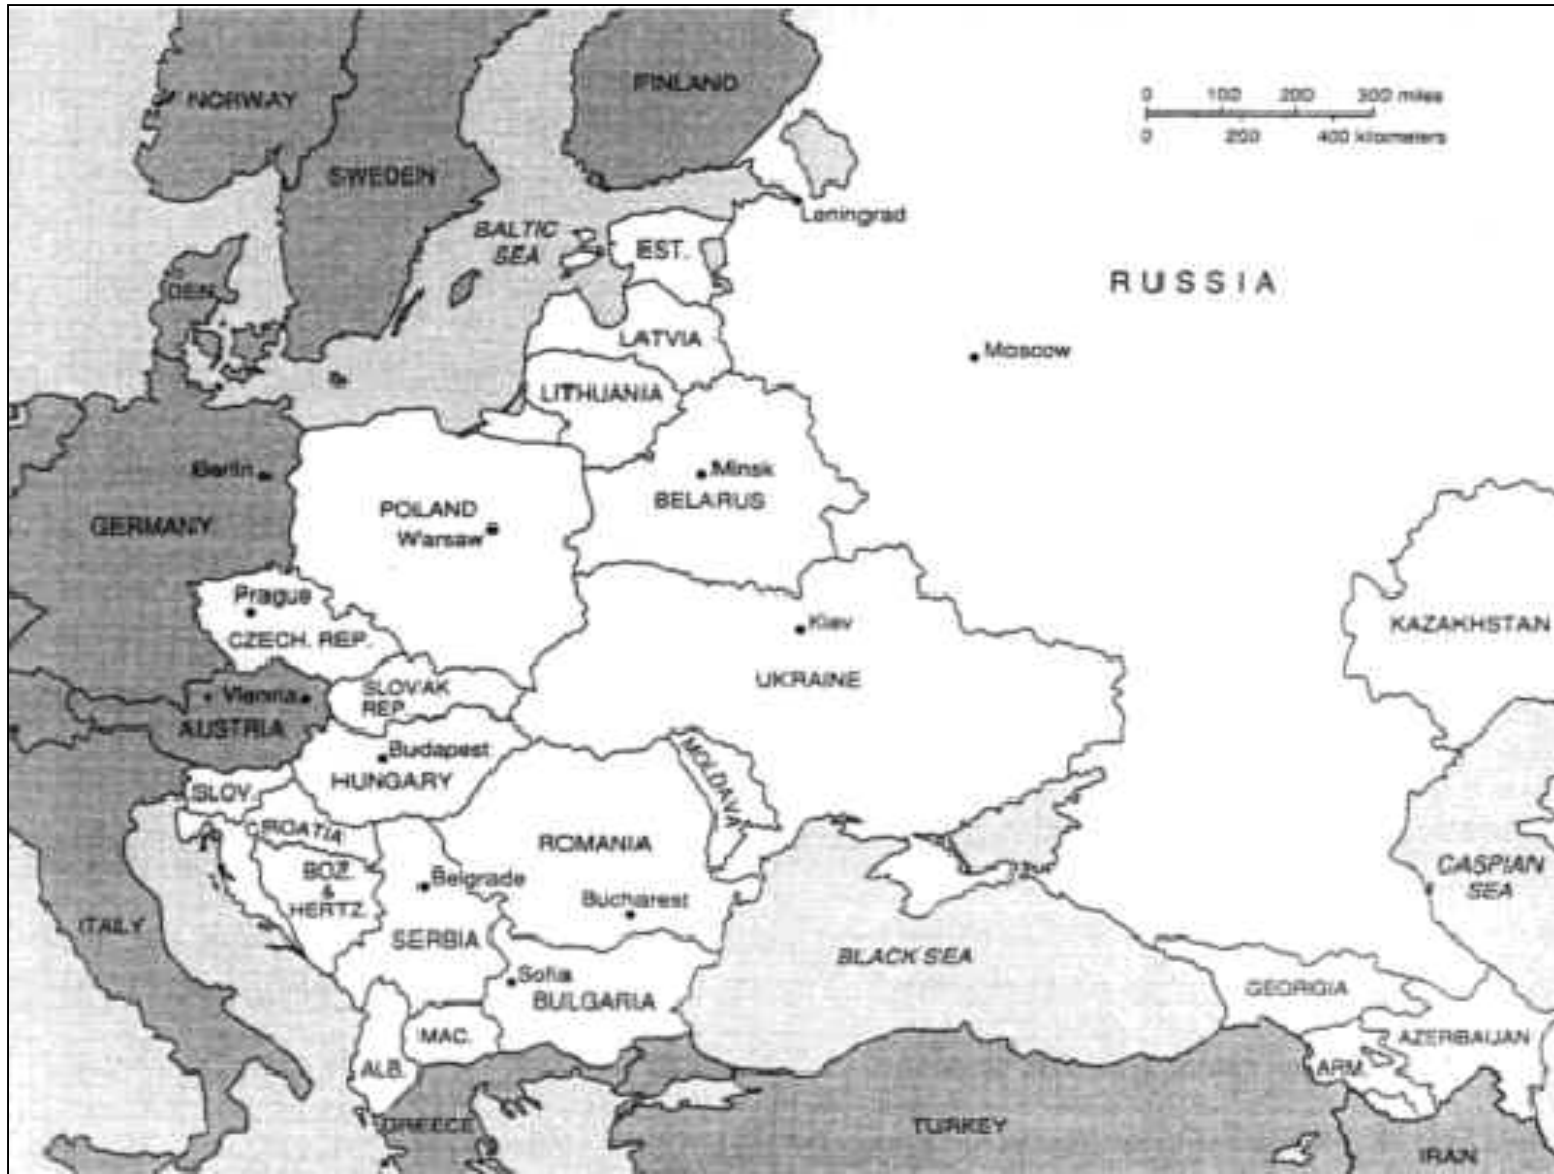 NORWAY
FINLAND
0 100 200 300 miles
0 200 400 kilometers
SWEDEN
Leningrad
BALTIC
SEA
EST.
RUSSIA
DEN.
LATVIA
Moscow
LITHUANIA
Berlin
Minsk
BELARUS
POLAND
Warsaw
GERMANY
Prague
CZECH. REP.
Kiev
KAZAKHSTAN
UKRAINE
SLOVAK
REP.
Vienna
AUSTRIA
Budapest
HUNGARY
MOLDAVA
SLOV.
CROATIA
ROMANIA
BOZ.
&
HERTZ.
Belgrade
Bucharest
CASPIAN
SEA
ITALY
SERBIA
BLACK SEA
Sofia
BULGARIA
GEORGIA
MAC.
AZERBAIJAN
ALB.
ARM.
GREECE
TURKEY
IRAN